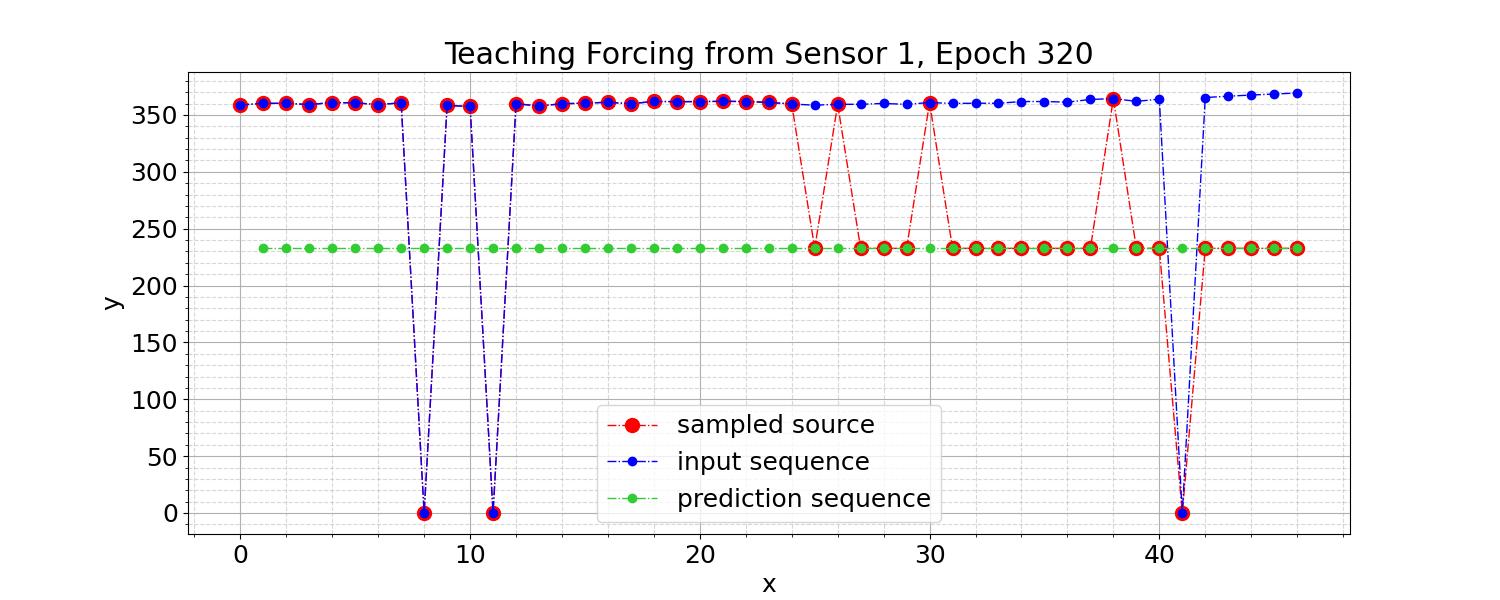 Teaching Forcing from Sensor 1, Epoch 320
y
350
300
250
200
150
100
50
0
sampled source
input sequence
prediction sequence
0 10 20 30 40
x